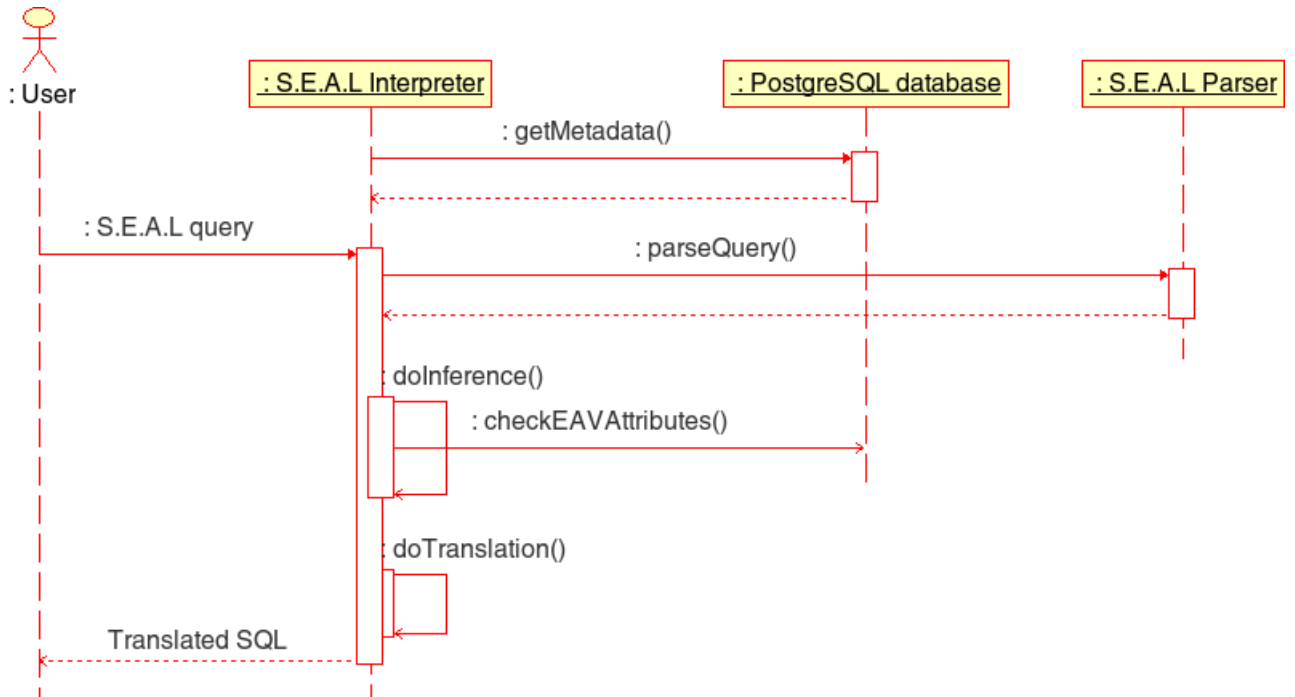 : User
: S.E.A.L Interpreter
: PostgreSQL database
: S.E.A.L Parser
: getMetadata()
: S.E.A.L query
: parseQuery()
: doInference()
: checkEAVAttributes()
: doTranslation()
Translated SQL